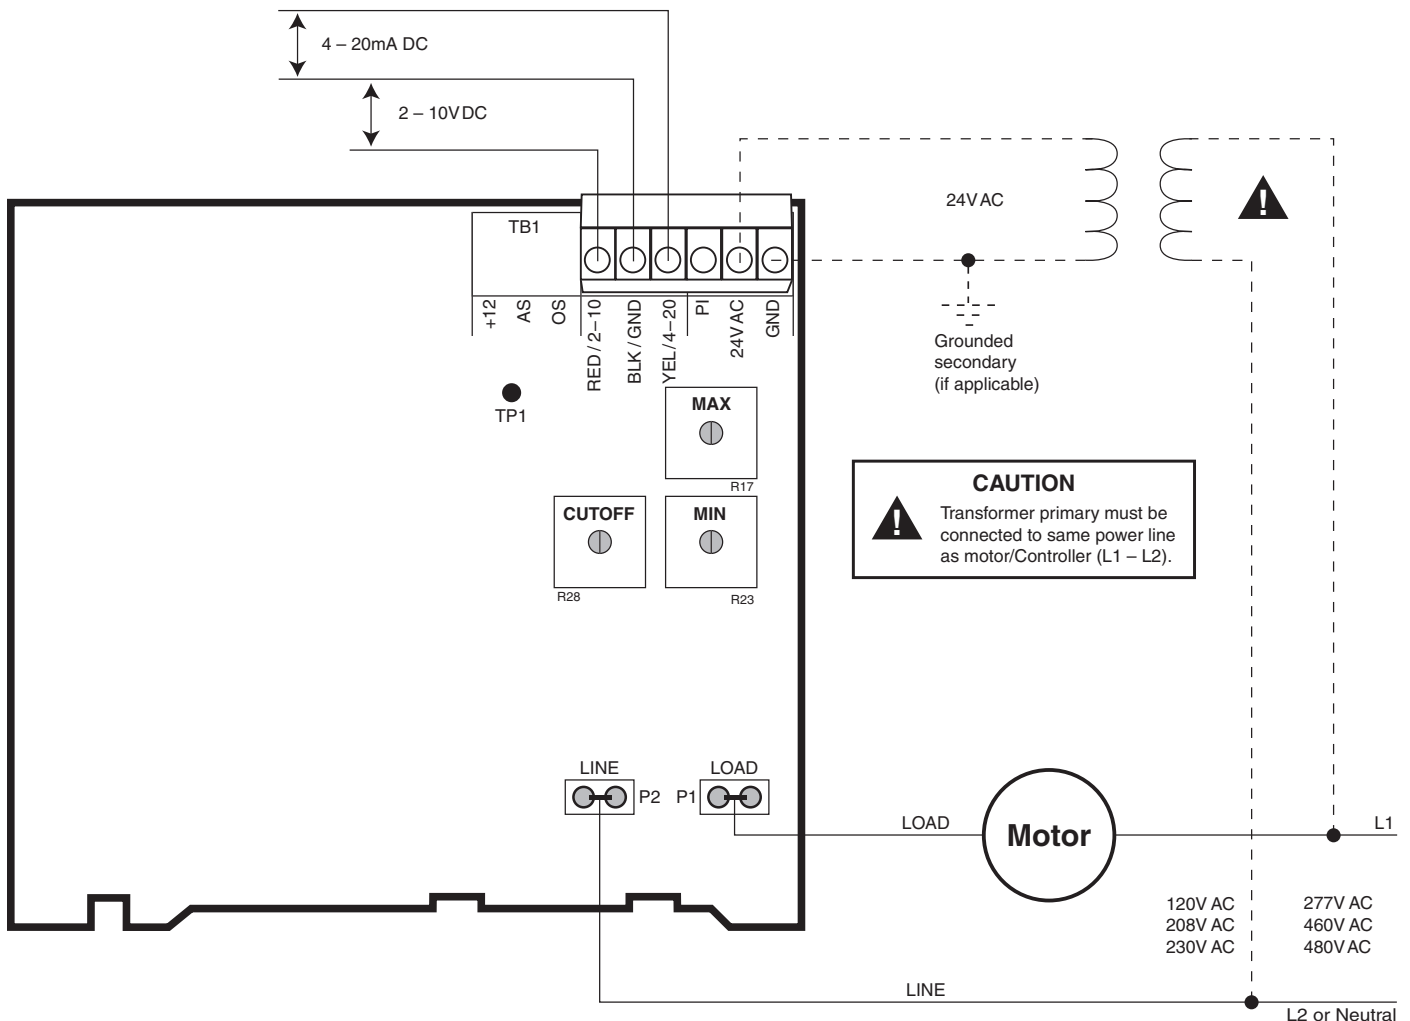 4 – 20mA DC
2 – 10V DC
24V AC
!
TB1
+12
AS
OS
RED / 2–10
BLK / GND
YEL / 4–20
PI
24V AC
GND
Grounded
secondary
(if applicable)
TP1
MAX
R17
CUTOFF
R28
MIN
R23
CAUTION
!
Transformer primary must be
connected to same power line
as motor/Controller (L1 – L2).
LINE
P2
LOAD
P1
LOAD
Motor
L1
120V AC
208V AC
230V AC
277V AC
460V AC
480V AC
LINE
L2 or Neutral